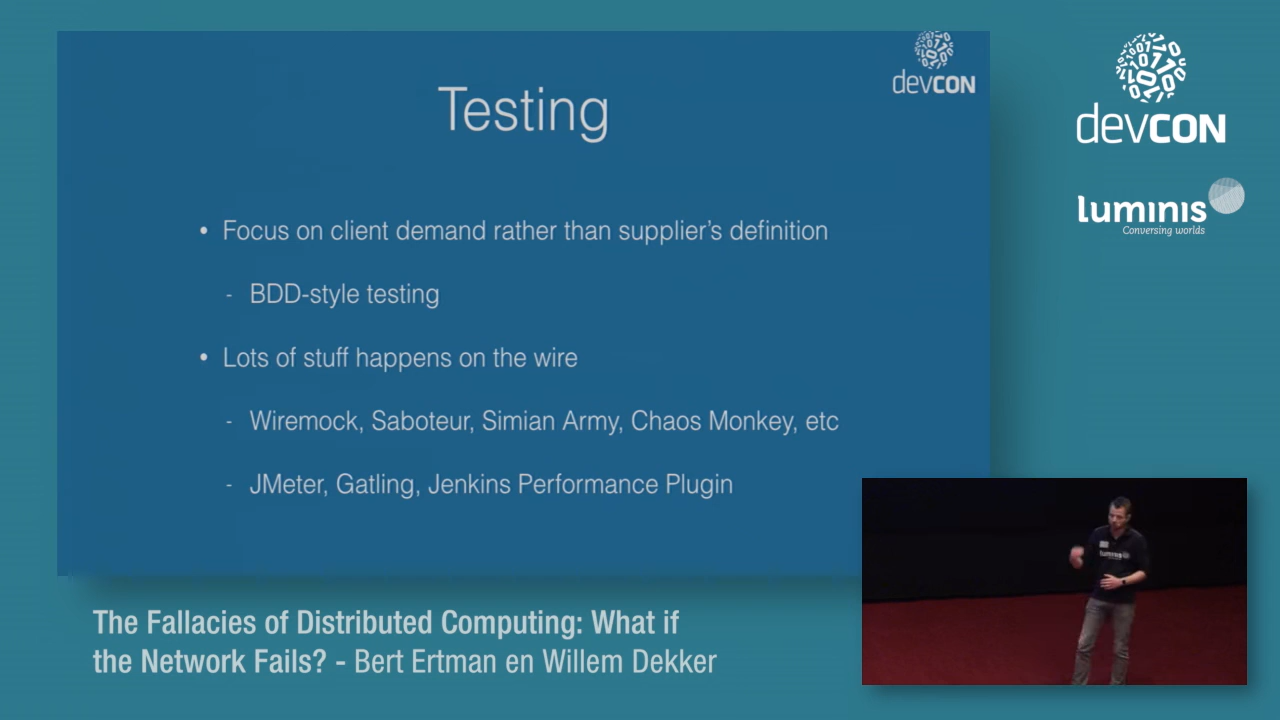 devcon
Testing
• Focus on client demand rather than supplier's definition
- BDD-style testing
• Lots of stuff happens on the wire
- Wiremock, Saboteur, Simian Army, Chaos Monkey, etc
- JMeter, Gatling, Jenkins Performance Plugin
devcon
luminis
Conversing worlds
The Fallacies of Distributed Computing: What if
the Network Fails? - Bert Ertman en Willem Dekker
luminis